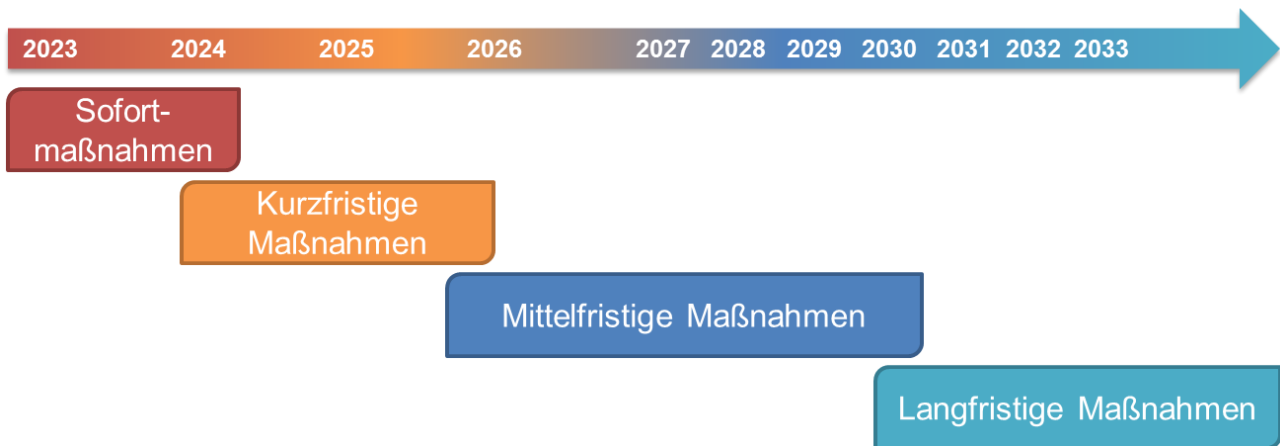 2023 2024 2025 2026 2027 2028 2029 2030 2031 2032 2033
Sofort-
maßnahmen
Kurzfristige
Maßnahmen
Mittelfristige Maßnahmen
Langfristige Maßnahmen